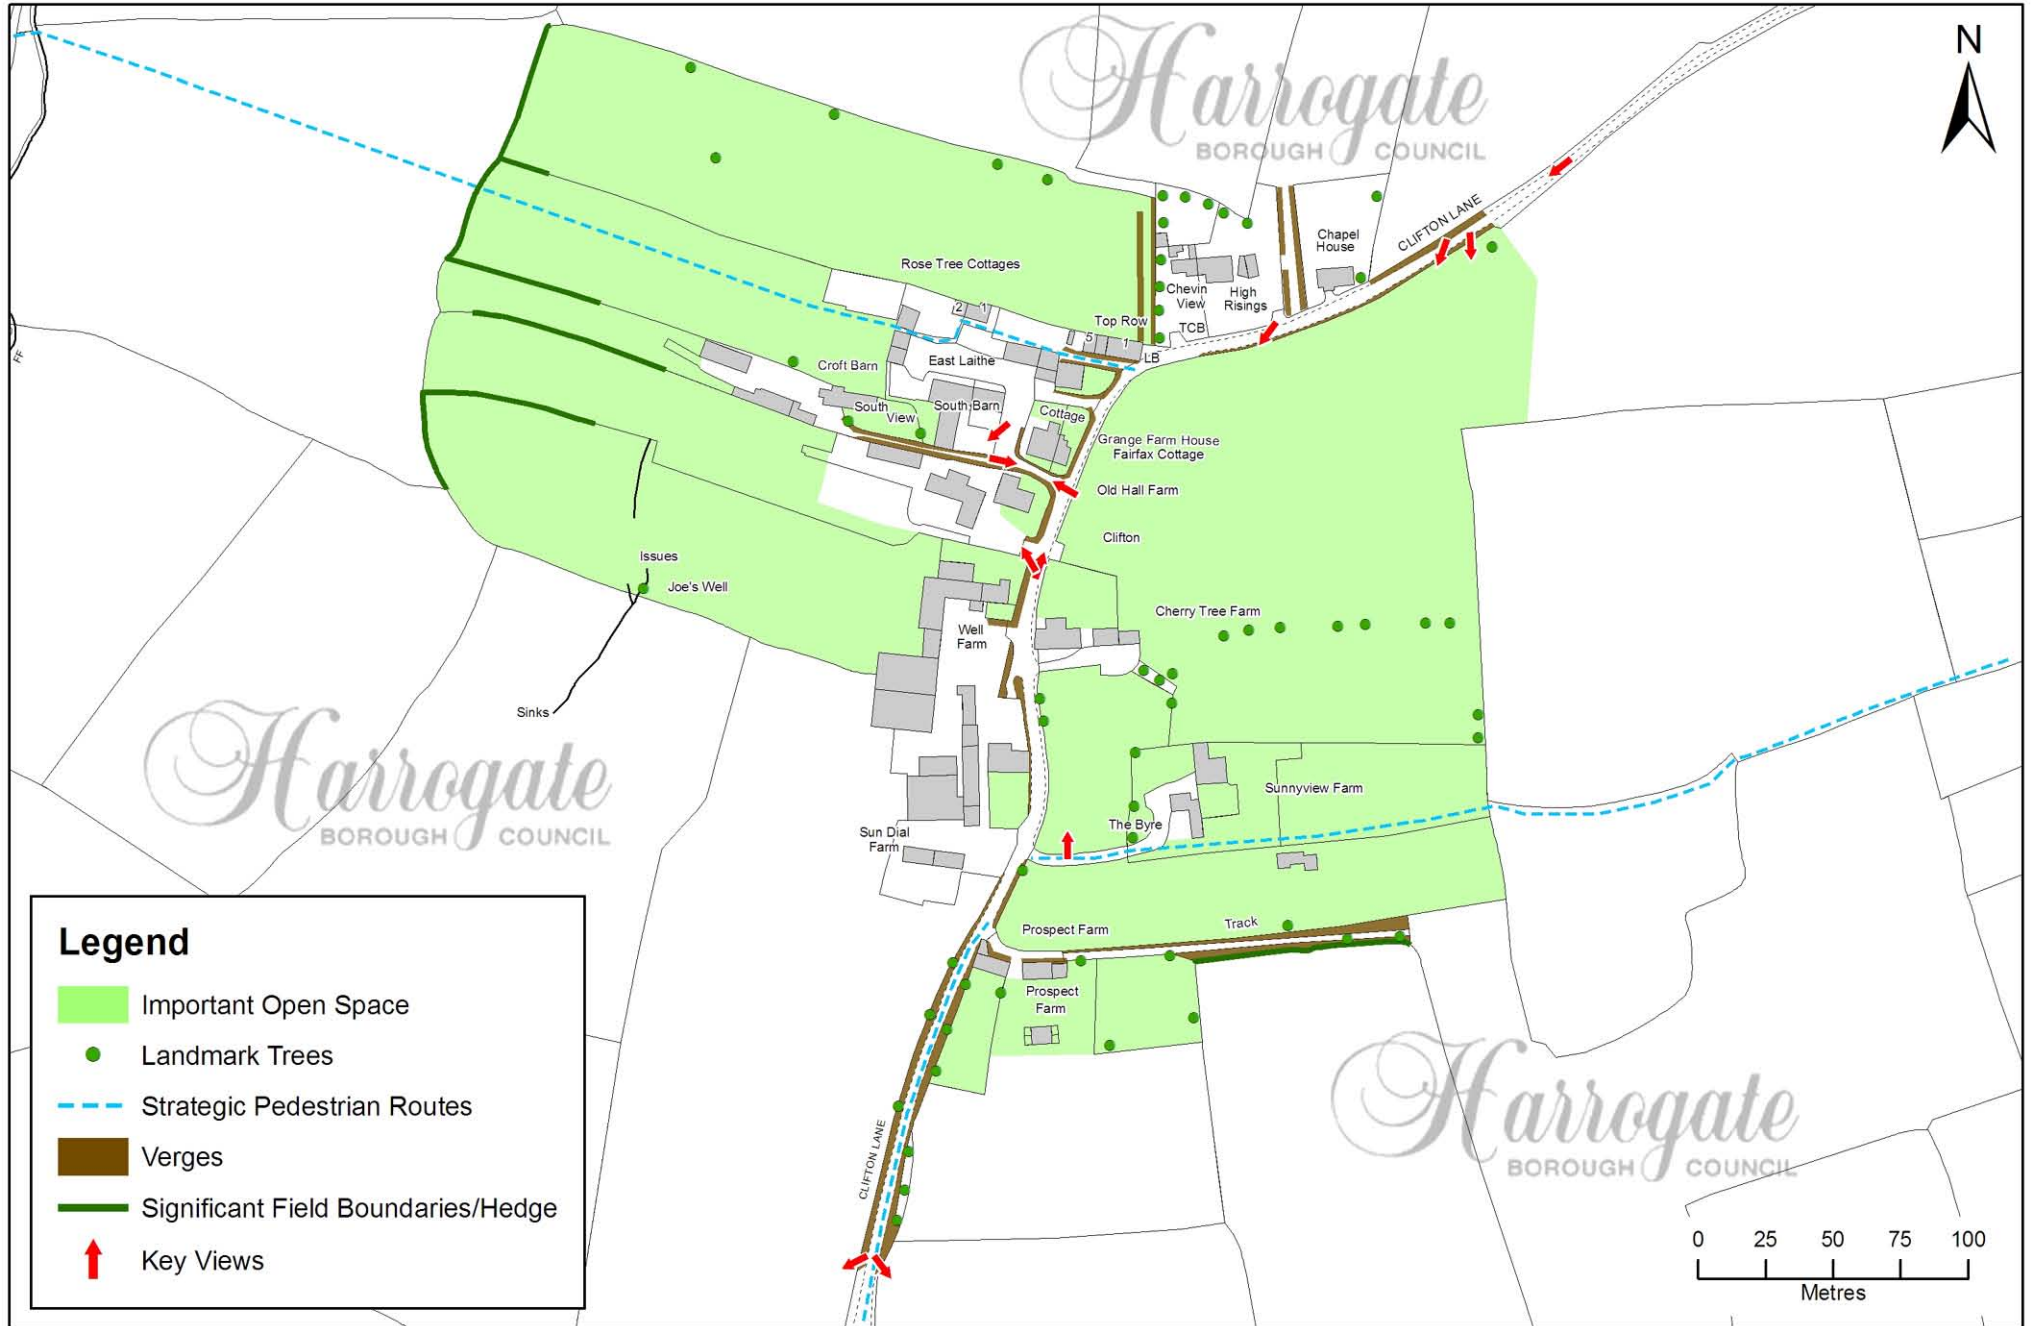 Harrogate
BOROUGH COUNCIL
N
CLIFTON LANE
Chapel
House
Rose Tree Cottages
2
1
Chevin
View
High
Risings
Top Row
TCB
5
1
LB
East Laithe
Croft Barn
South
View
South Barn
Cottage
Grange Farm House
Fairfax Cottage
Old Hall Farm
Clifton
FF
Issues
Joe's Well
Sinks
Cherry Tree Farm
Well
Farm
Harrogate
BOROUGH COUNCIL
Sunnyview Farm
The Byre
Sun Dial
Farm
Prospect Farm
Track
Prospect
Farm
CLIFTON LANE
Harrogate
BOROUGH COUNCIL
Legend
Important Open Space
Landmark Trees
Strategic Pedestrian Routes
Verges
Significant Field Boundaries/Hedge
Key Views
0 25 50 75 100
Metres